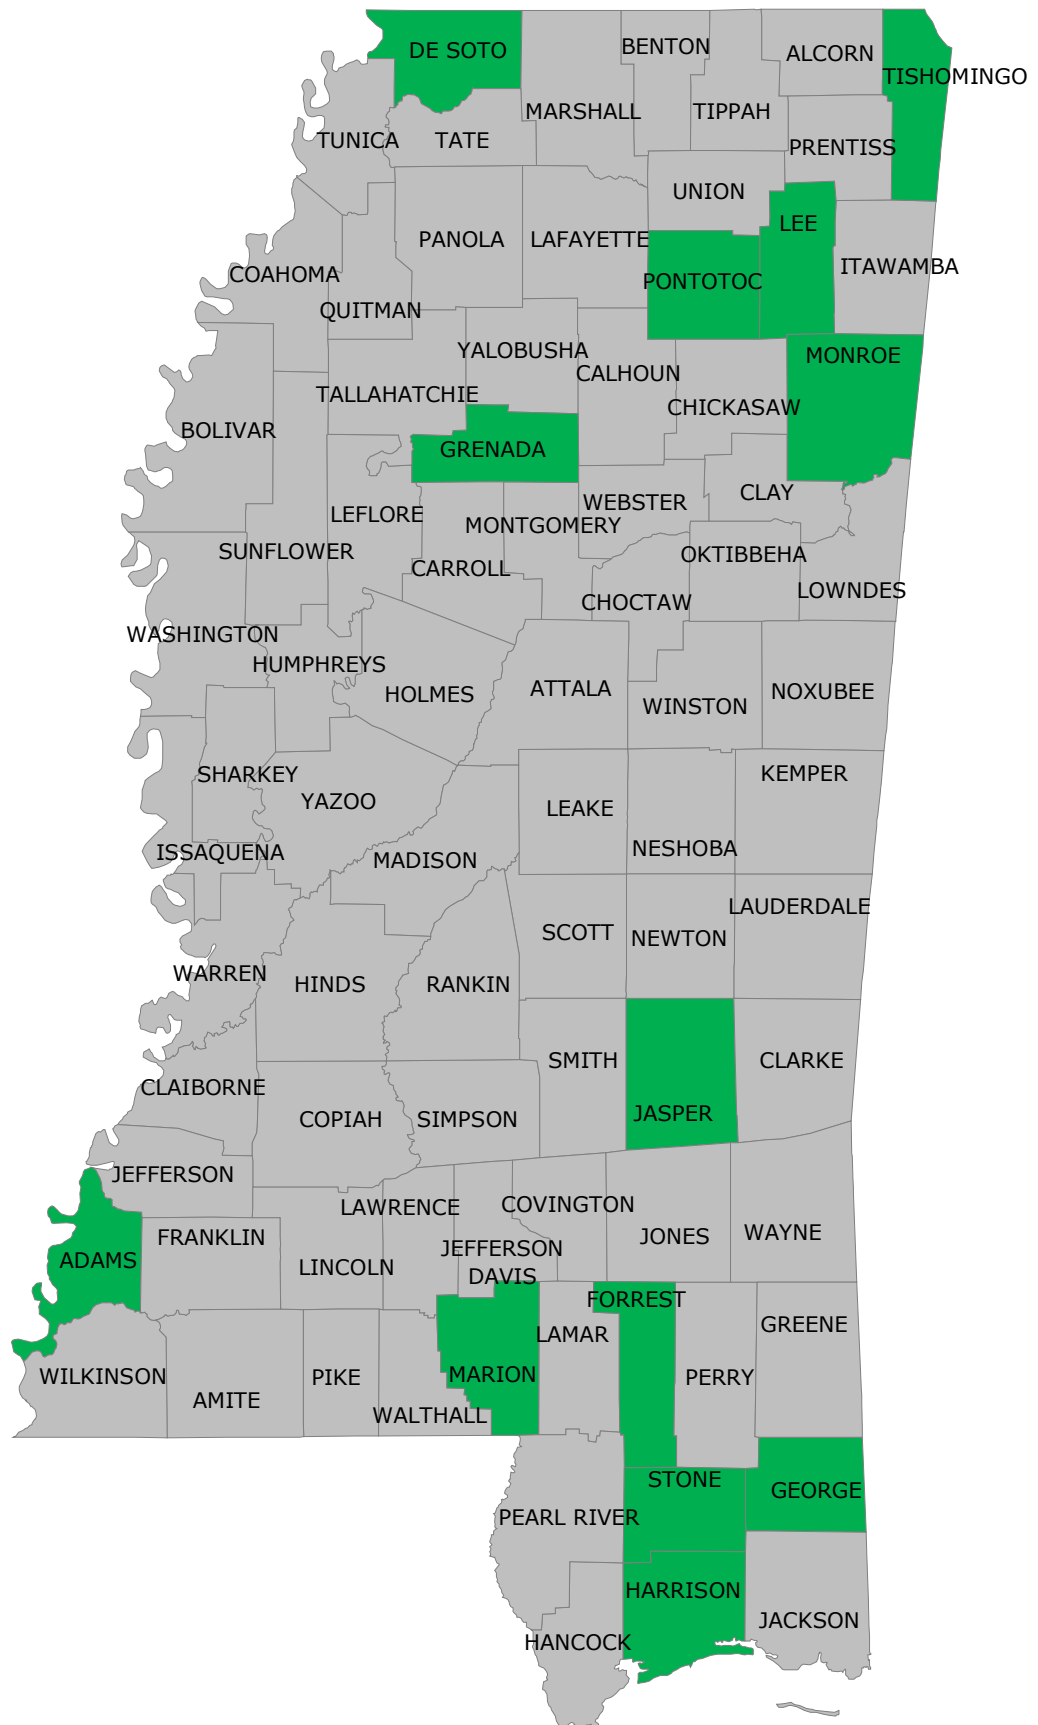 DE SOTO
BENTON
ALCORN
TISHOMINGO
MARSHALL
TIPPAH
TUNICA
TATE
PRENTISS
UNION
LEE
PANOLA
LAFAYETTE
ITAWAMBA
COAHOMA
PONTOTOC
QUITMAN
YALOBUSHA
MONROE
CALHOUN
TALLAHATCHIE
CHICKASAW
BOLIVAR
GRENADA
CLAY
WEBSTER
LEFLORE
MONTGOMERY
SUNFLOWER
OKTIBBEHA
CARROLL
LOWNDES
CHOCTAW
WASHINGTON
HUMPHREYS
HOLMES
ATTALA
NOXUBEE
WINSTON
SHARKEY
KEMPER
YAZOO
LEAKE
ISSAQUENA
MADISON
NESHOBA
LAUDERDALE
SCOTT
NEWTON
WARREN
HINDS
RANKIN
SMITH
CLARKE
CLAIBORNE
JASPER
COPIAH
SIMPSON
JEFFERSON
LAWRENCE
COVINGTON
FRANKLIN
JONES
WAYNE
ADAMS
JEFFERSON
DAVIS
LINCOLN
FORREST
LAMAR
GREENE
WILKINSON
PIKE
MARION
PERRY
AMITE
WALTHALL
STONE
GEORGE
PEARL RIVER
HARRISON
JACKSON
HANCOCK